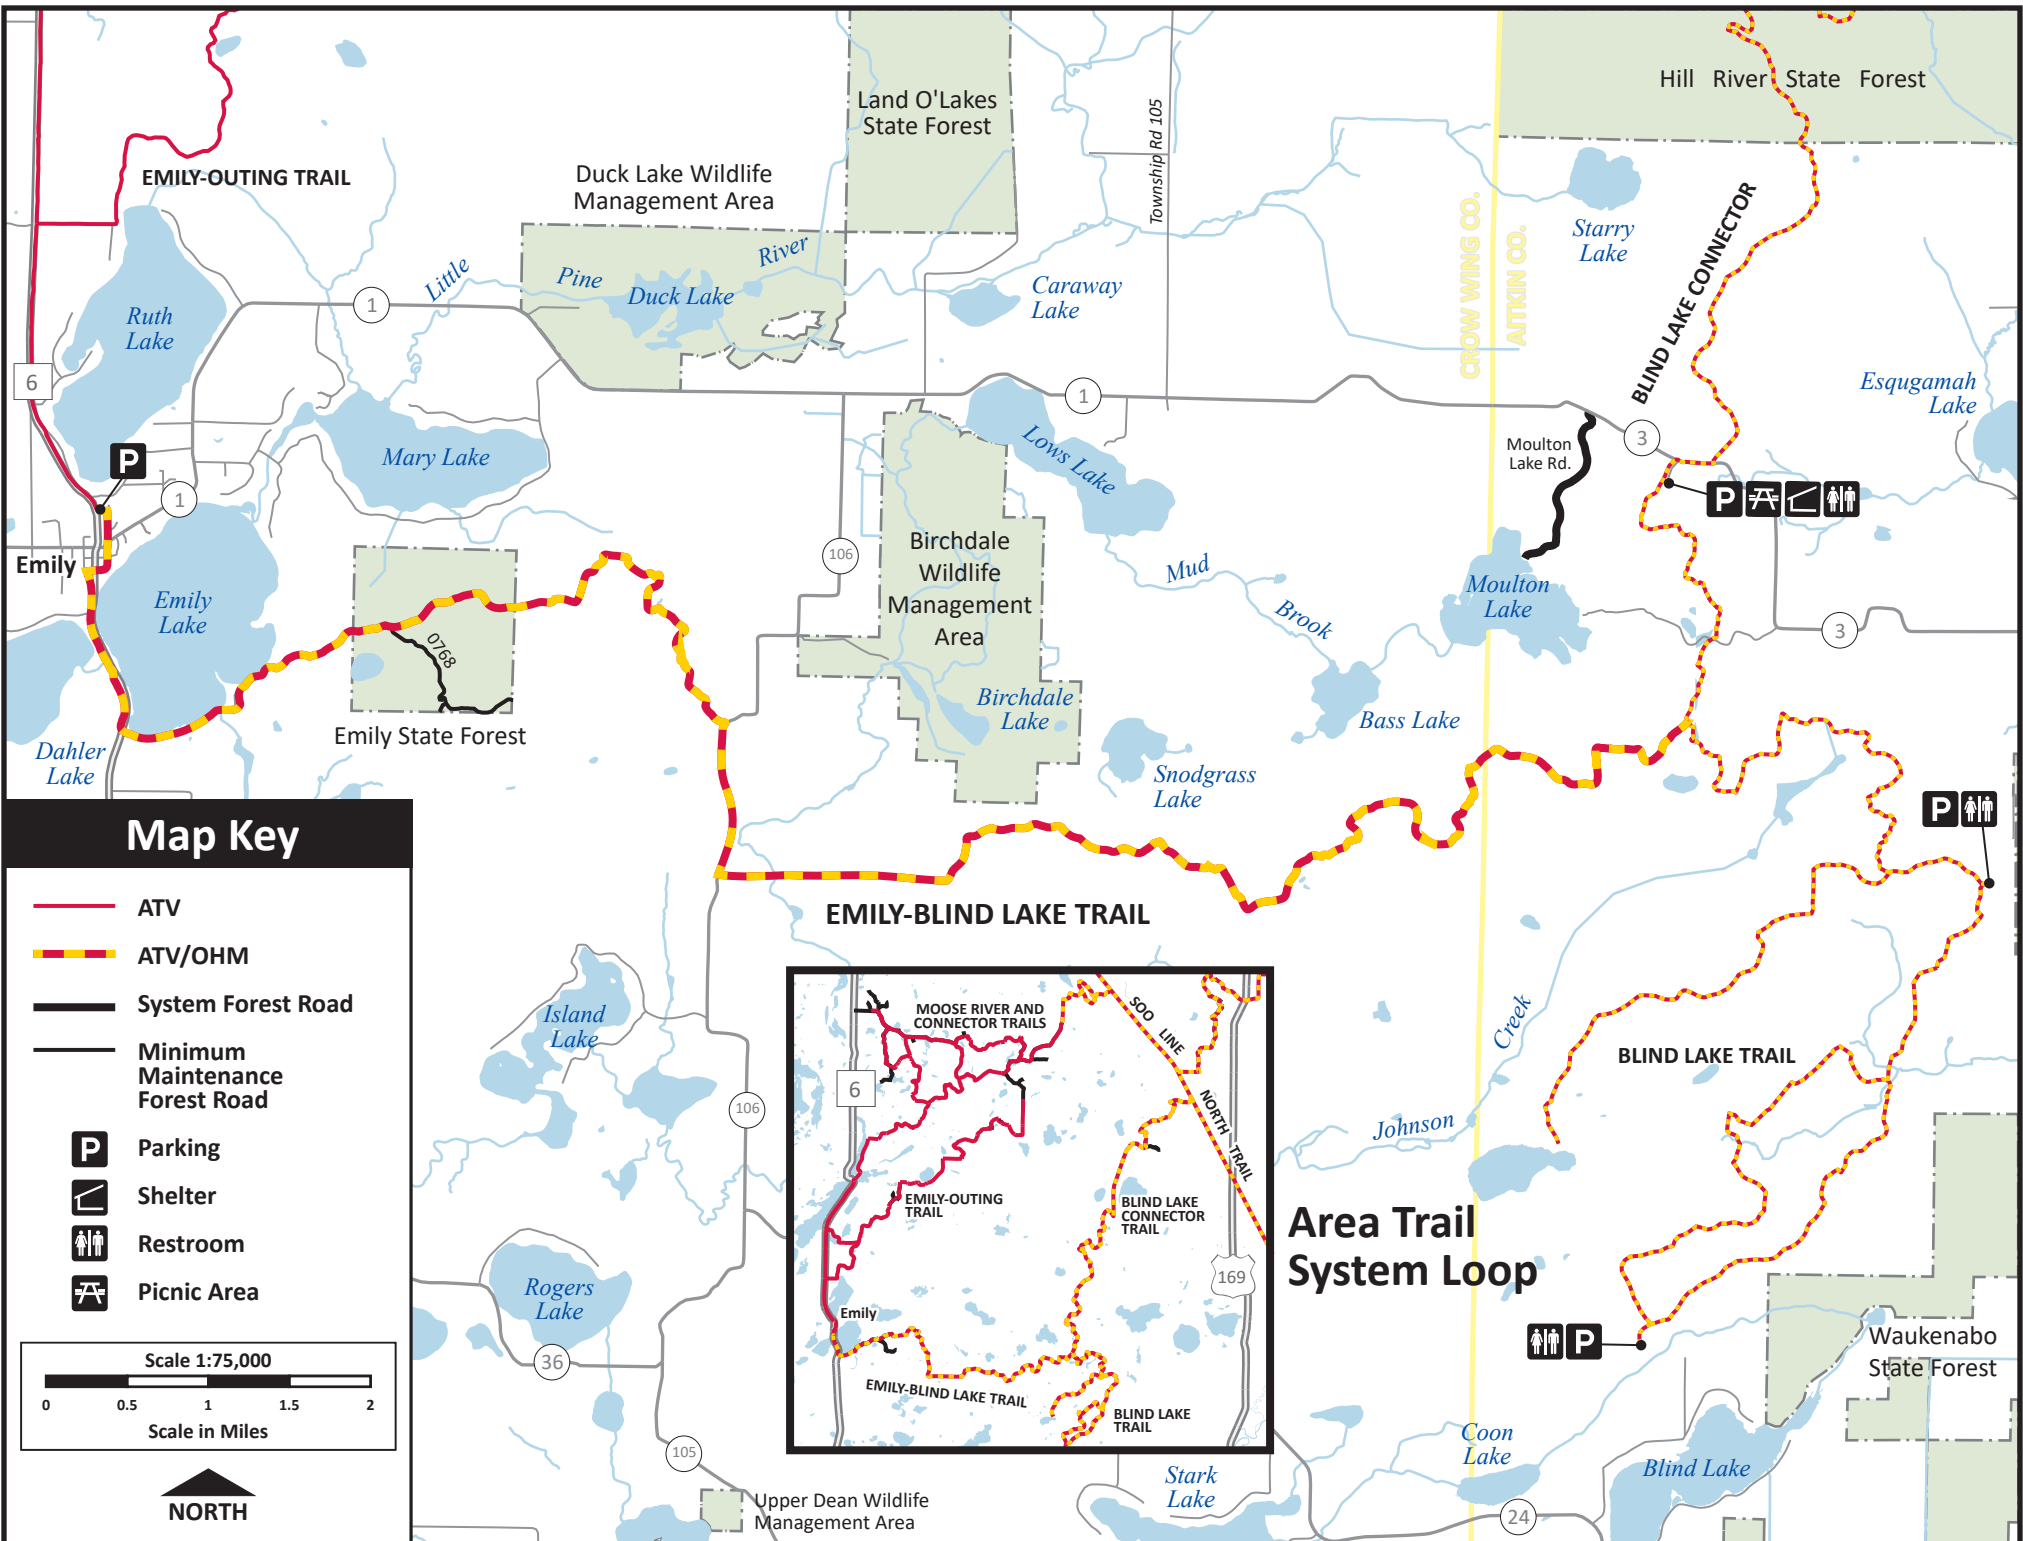 Hill River State Forest
Land O'Lakes
State Forest
Township Rd 105
EMILY-OUTING TRAIL
Duck Lake Wildlife
Management Area
CROW WING CO.
AITKIN CO.
Starry
Lake
BLIND LAKE CONNECTOR
Little
Pine
River
Duck Lake
Caraway
Lake
Ruth
Lake
1
6
1
Esqugamah
Lake
Mary Lake
Lows Lake
Moulton
Lake Rd.
3
P
1
P
Emily
106
Birchdale
Wildlife
Management
Area
Mud
Brook
Moulton
Lake
Emily
Lake
0768
3
Birchdale
Lake
Bass Lake
Emily State Forest
Dahler
Lake
Snodgrass
Lake
P
Map Key
ATV
ATV/OHM
System Forest Road
Minimum
Maintenance
Forest Road
P
Parking
Shelter
Restroom
Picnic Area
Scale 1:75,000
0 0.5 1 1.5 2
Scale in Miles
NORTH
EMILY-BLIND LAKE TRAIL
Island
Lake
106
MOOSE RIVER AND
CONNECTOR TRAILS
SOO LINE
NORTH TRAIL
6
EMILY-OUTING
TRAIL
BLIND LAKE
CONNECTOR
TRAIL
169
Emily
EMILY-BLIND LAKE TRAIL
BLIND LAKE
TRAIL
Creek
Johnson
BLIND LAKE TRAIL
Area Trail
System Loop
Rogers
Lake
36
P
Waukenabo
State Forest
105
Coon
Lake
Blind Lake
Stark
Lake
Upper Dean Wildlife
Management Area
24